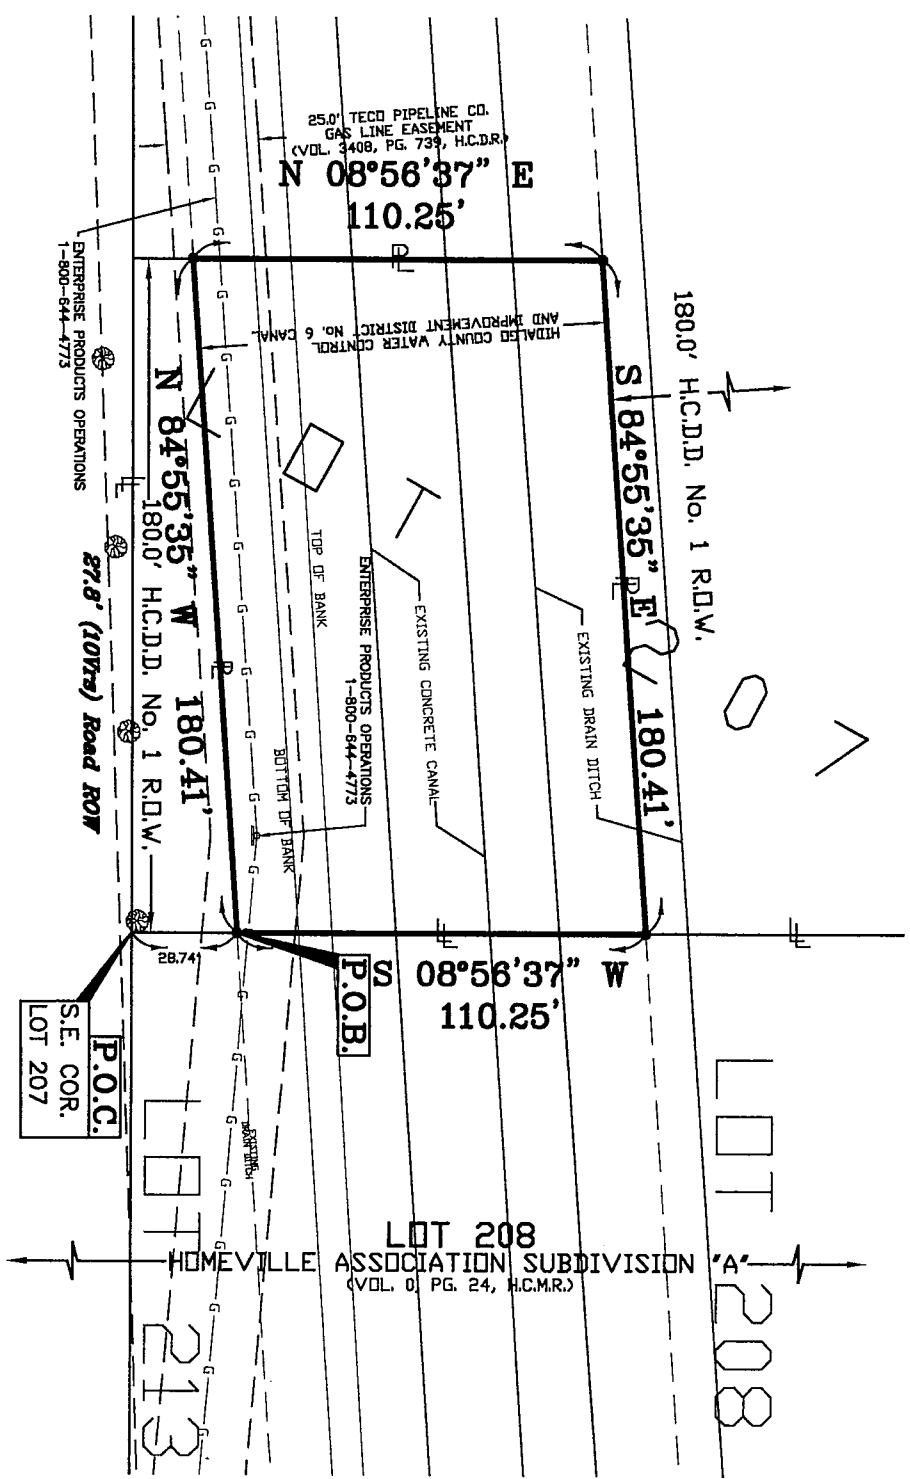 25.0' TECO PIPELINE CO.
GAS LINE EASEMENT
(VOL. 3408, PG. 739, H.C.D.R.)
N 08°56'37" E
110.25'
ENTERPRISE PRODUCTS OPERATIONS
1-800-644-4773
HIDALGO COUNTY WATER CONTROL
AND IMPROVEMENT DISTRICT No. 6 CANAL
180.0' H.C.D.D. No. 1 R.O.W.
S 84°55'35" E
180.41'
N 84°55'35" W 180.41'
180.0' H.C.D.D. No. 1 R.O.W.
27.8' (10Vrs) Road ROW
TOP OF BANK
ENTERPRISE PRODUCTS OPERATIONS
1-800-644-4773
EXISTING CONCRETE CANAL
EXISTING DRAIN DITCH
BOTTOM OF BANK
LOT 207
28.74'
P.O.B.
S 08°56'37" W
110.25'
P.O.C.
S.E. COR.
LOT 207
EXISTING
DRAIN DITCH
LOT 208
HOMEVILLE ASSOCIATION SUBDIVISION "A"
(VOL. 0, PG. 24, H.C.M.R.)
LOT 213
LOT 208
G G G G G G G G G G G G G G G G G G G